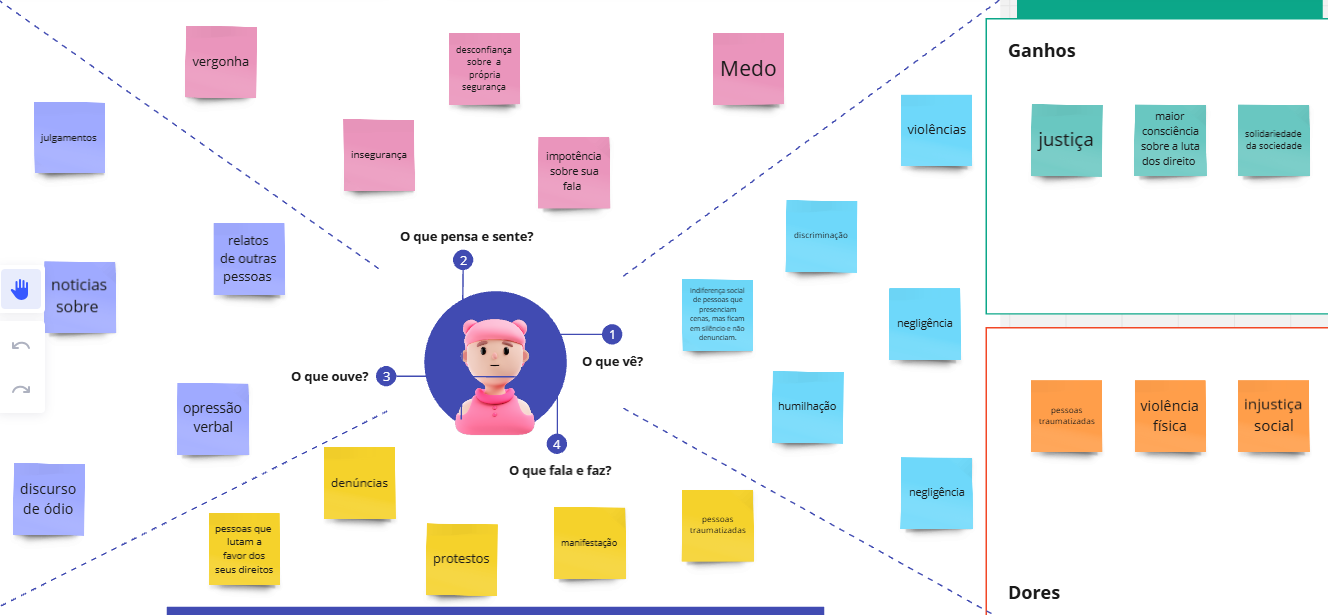 vergonha
desconfiança
sobre a
própria
segurança
Medo
julgamentos
insegurança
impotência
sobre sua
fala
violências
Ganhos
justiça
maior
consciência
sobre a luta
dos direito
solidariedade
da sociedade
relatos
de outras
pessoas
noticias
sobre
O que pensa e sente?
2
discriminação
indiferença social
de pessoas que
presenciam
cenas, mas ficam
em silêncio e não
denunciam.
negligência
1
O que vê?
O que ouve?
3
opressão
verbal
humilhação
4
O que fala e faz?
discurso
de ódio
denúncias
pessoas que
lutam a
favor dos
seus direitos
protestos
manifestação
pessoas
traumatizadas
negligência
pessoas
traumatizadas
violência
física
injustiça
social
Dores